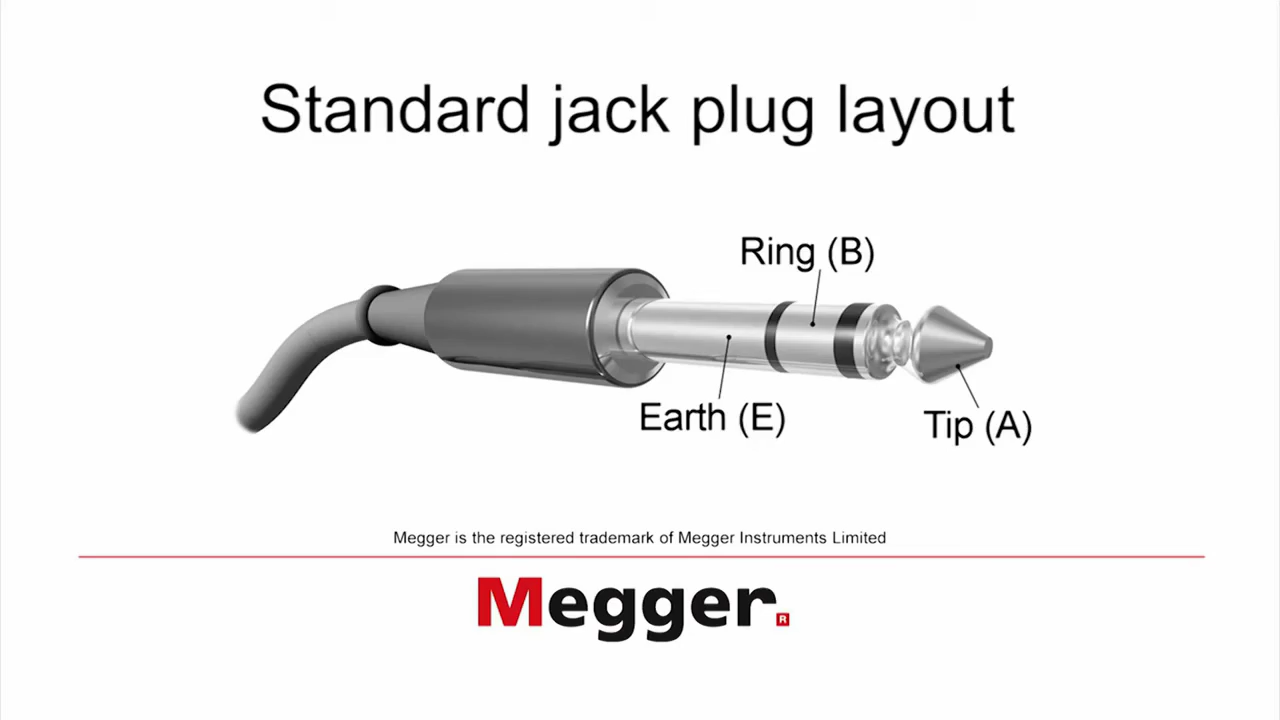 Standard jack plug layout
Ring (B)
Earth (E)
Tip (A)
Megger is the registered trademark of Megger Instruments Limited
Megger®